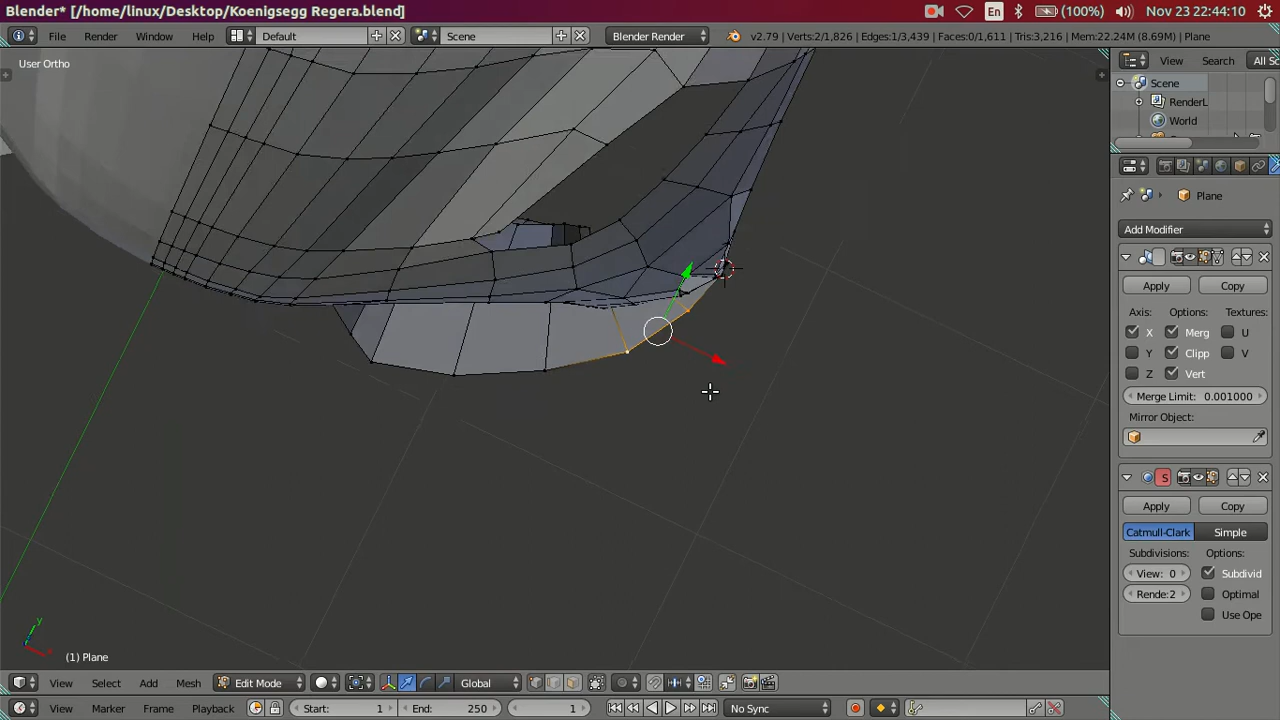 Blender* [/home/linux/Desktop/Koenigsegg Regera.blend]
En (100%) Nov 23 22:44:10
File Render Window Help Default Scene Blender Render v2.79 | Verts:2/1,826 | Edges:1/3,439 | Faces:0/1,611 | Tris:3,216 | Mem:22.24M (8.69M) | Plane
User Ortho
View Search All Sc
Scene
RenderL
World
Plane
Add Modifier
Apply Copy
Axis: Options: Textures:
X Merg U
Y Clipp V
Z Vert
Merge Limit: 0.001000
Mirror Object:
S
Apply Copy
Catmull-Clark Simple
Subdivisions: Options:
View: 0 Subdivid
Rende: 2 Optimal
Use Ope
y
x
(1) Plane
View Select Add Mesh Edit Mode Global
View Marker Frame Playback Start: 1 End: 250 1 No Sync